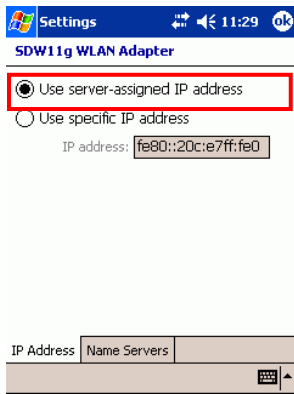 Settings 11:29 ok
SDW11g WLAN Adapter
Use server-assigned IP address
Use specific IP address
IP address: fe80::20c:e7ff:fe0
IP Address Name Servers